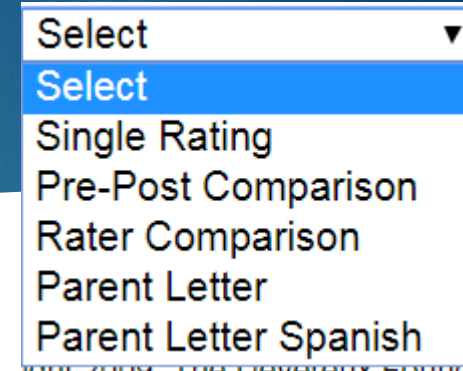 Select
Select
Single Rating
Pre-Post Comparison
Rater Comparison
Parent Letter
Parent Letter Spanish